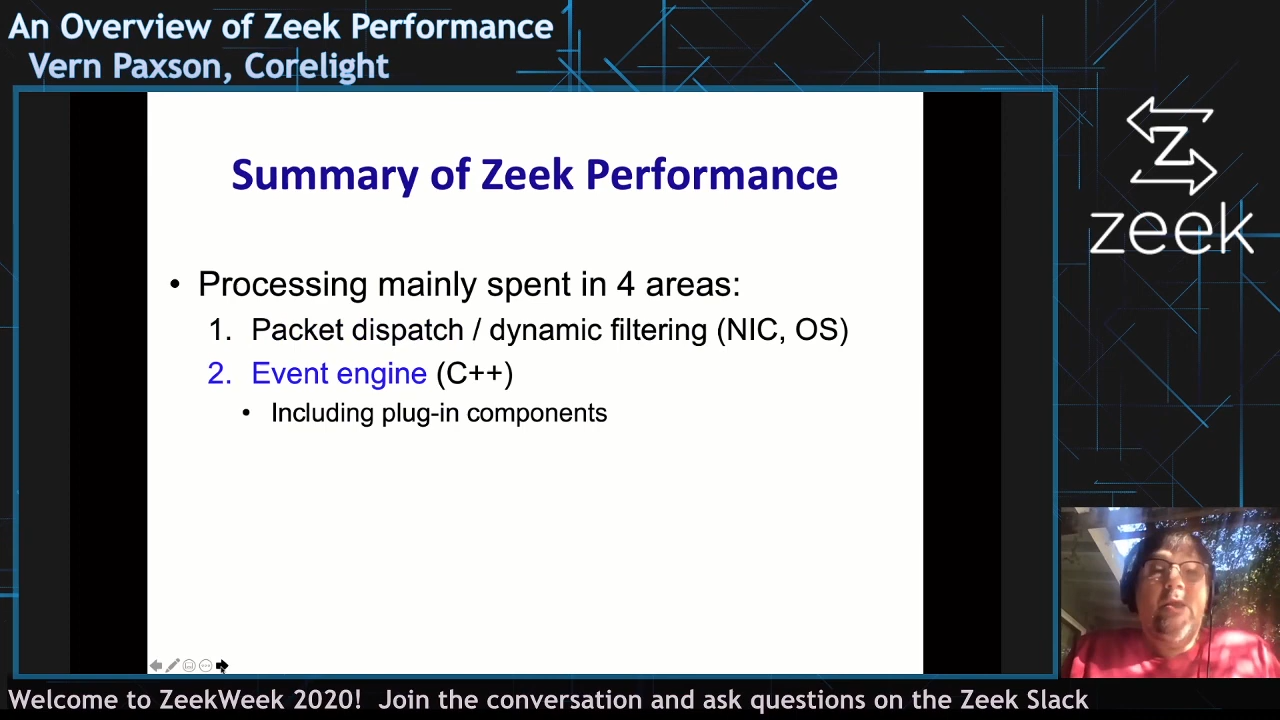 An Overview of Zeek Performance
Vern Paxson, Corelight
Z
zeek
Summary of Zeek Performance
• Processing mainly spent in 4 areas:
1. Packet dispatch / dynamic filtering (NIC, OS)
2. Event engine (C++)
• Including plug-in components
Welcome to ZeekWeek 2020! Join the conversation and ask questions on the Zeek Slack